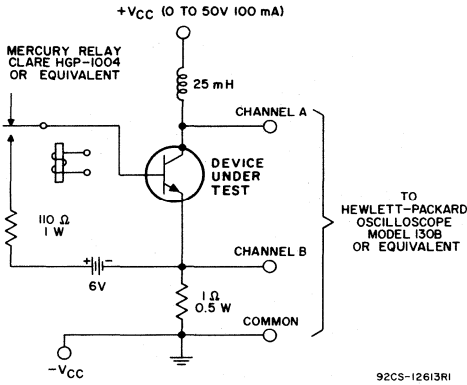 +VCC (0 TO 50V 100 mA)
MERCURY RELAY
CLARE HGP-1004
OR EQUIVALENT
25 mH
CHANNEL A
DEVICE
UNDER
TEST
TO
HEWLETT-PACKARD
OSCILLOSCOPE
MODEL 130B
OR EQUIVALENT
110 Ω
1 W
+ -
6V
CHANNEL B
1 Ω
0.5 W
COMMON
-VCC
92CS-12613R1